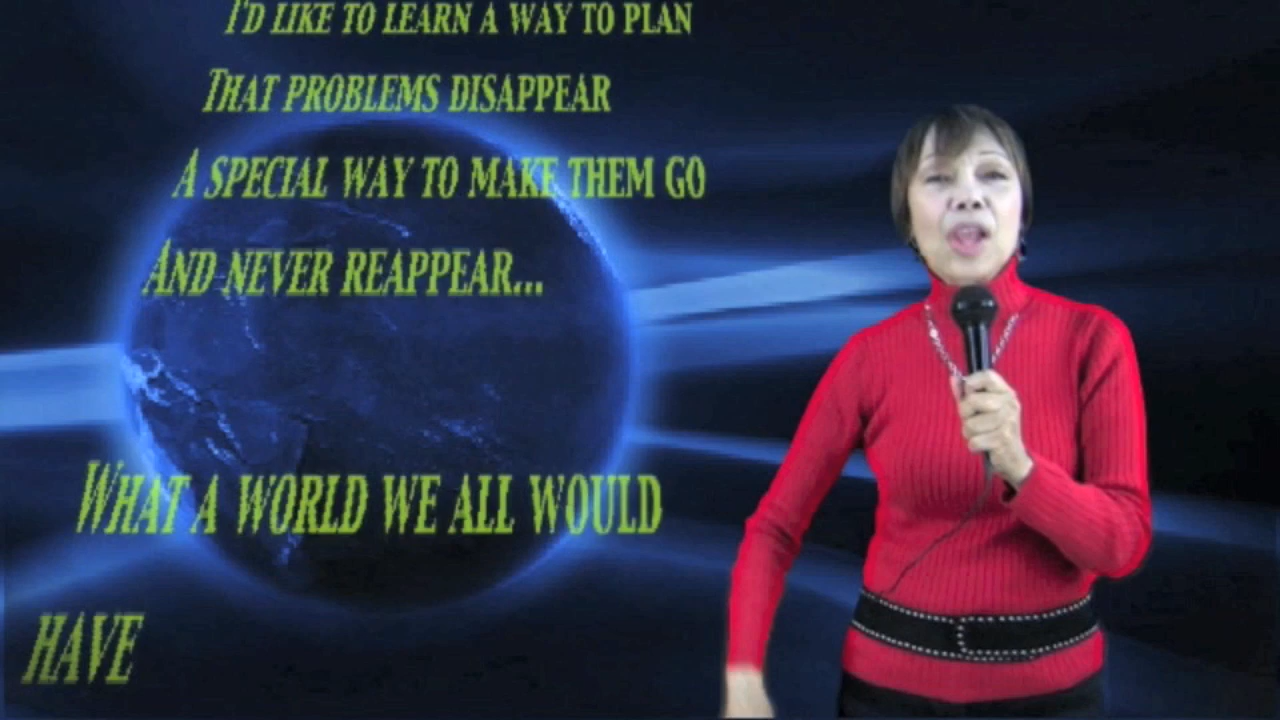 I'D LIKE TO LEARN A WAY TO PLAN
THAT PROBLEMS DISAPPEAR
A SPECIAL WAY TO MAKE THEM GO
AND NEVER REAPPEAR...
WHAT A WORLD WE ALL WOULD
HAVE